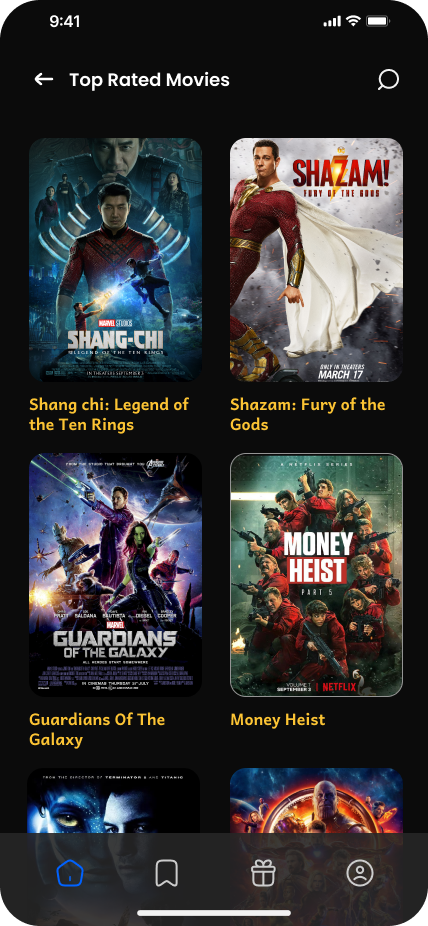 9:41
Top Rated Movies
MARVEL STUDIOS
SHANG-CHI
LEGEND OF THE TEN RINGS
IN THEATERS SEPTEMBER 3
SHAZAM!
FURY OF THE GODS
ONLY IN THEATERS
MARCH 17
Shang chi: Legend of
the Ten Rings
Shazam: Fury of the
Gods
FROM THE STUDIO THAT BROUGHT YOU
PRATT
SALDANA
BAUTISTA
DIESEL
COOPER
MARVEL
GUARDIANS
OF THE GALAXY
ALL HEROES START SOMEWHERE
IN CINEMAS THURSDAY 31ST JULY
A NETFLIX SERIES
MONEY
HEIST
PART 5
VOLUME 1
SEPTEMBER 3
NETFLIX
Guardians Of The
Galaxy
Money Heist
FROM THE DIRECTOR OF TERMINATOR 2 AND TITANIC